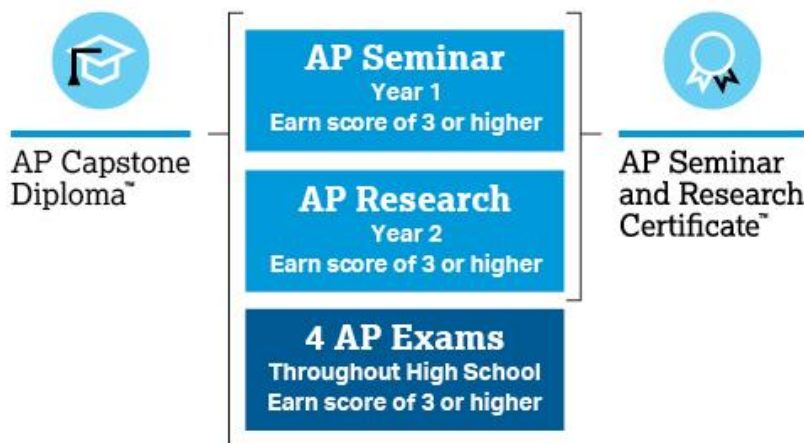 AP Capstone
Diploma™
AP Seminar
Year 1
Earn score of 3 or higher
AP Research
Year 2
Earn score of 3 or higher
4 AP Exams
Throughout High School
Earn score of 3 or higher
AP Seminar
and Research
Certificate™